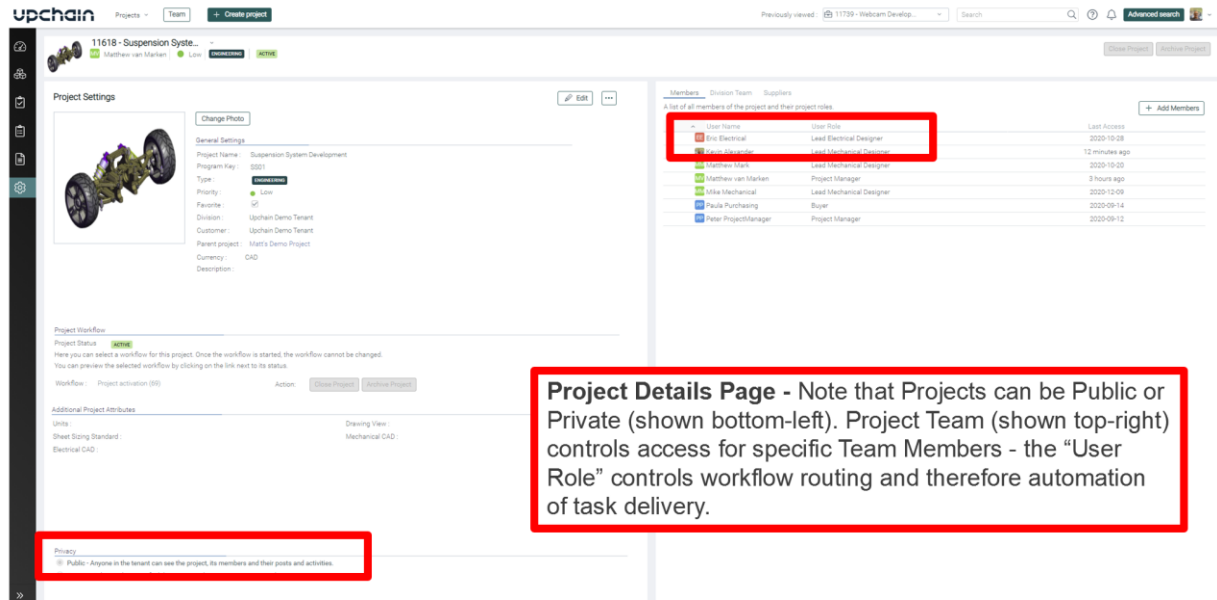 upchain Projects Team + Create project Previously viewed : 11739 - Webcam Develop... Search Advanced search
11618 - Suspension Syste...
Matthew van Marken Low ENGINEERING ACTIVE
Close Project Archive Project
Project Settings
Edit ...
Change Photo
General Settings
Project Name : Suspension System Development
Program Key : SS01
Type : ENGINEERING
Priority : Low
Favorite :
Division : Upchain Demo Tenant
Customer : Upchain Demo Tenant
Parent project : Matt's Demo Project
Currency : CAD
Description :
Project Workflow
Project Status ACTIVE
Here you can select a workflow for this project. Once the workflow is started, the workflow cannot be changed.
You can preview the selected workflow by clicking on the link next to its status.
Workflow : Project activation (69) Action: Close Project Archive Project
Additional Project Attributes
Units : Drawing View :
Sheet Sizing Standard : Mechanical CAD :
Electrical CAD :
Privacy
Public - Anyone in the tenant can see the project, its members and their posts and activities.
Members Division Team Suppliers
A list of all members of the project and their project roles.
+ Add Members
User Name User Role Last Access
Eric Electrical Lead Electrical Designer 2020-10-28
Kevin Alexander Lead Mechanical Designer 12 minutes ago
Matthew Mark Lead Mechanical Designer 2020-10-20
MV Matthew van Marken Project Manager 3 hours ago
MM Mike Mechanical Lead Mechanical Designer 2020-12-09
PP Paula Purchasing Buyer 2020-09-14
PP Peter ProjectManager Project Manager 2020-09-12
Project Details Page - Note that Projects can be Public or
Private (shown bottom-left). Project Team (shown top-right)
controls access for specific Team Members - the “User
Role” controls workflow routing and therefore automation
of task delivery.